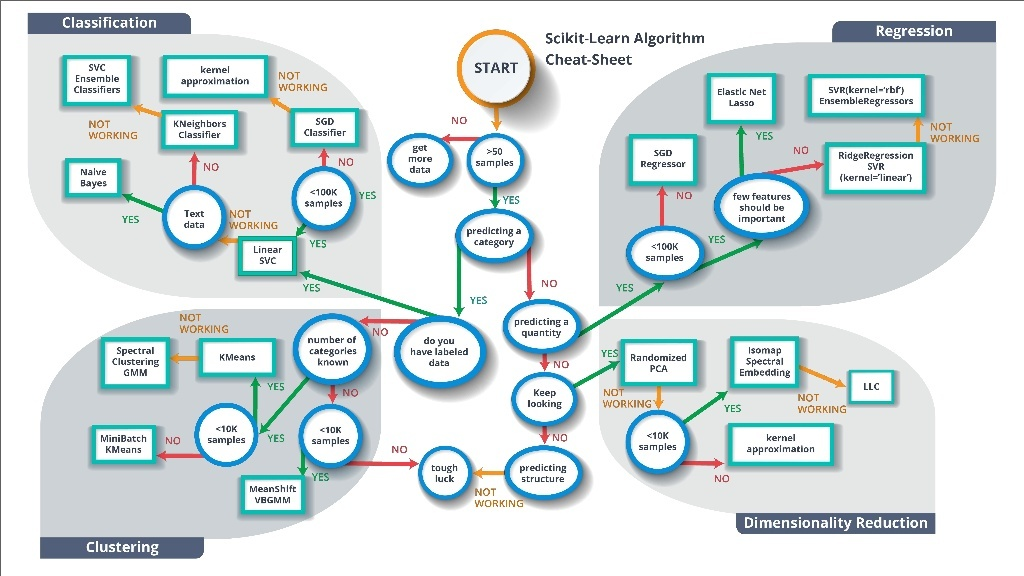 Classification
Scikit-Learn Algorithm
Cheat-Sheet
Regression
START
SVC
Ensemble
Classifiers
kernel
approximation
NOT
WORKING
NOT
WORKING
KNeighbors
Classifier
SGD
Classifier
NO
NO
Naive
Bayes
YES
Text
data
<100K
samples
YES
NOT
WORKING
YES
Linear
SVC
YES
NO
get
more
data
>50
samples
YES
predicting a
category
YES
NO
do you
have labeled
data
NO
predicting a
quantity
YES
NO
Keep
looking
YES
NO
predicting
structure
NOT
WORKING
tough
luck
Elastic Net
Lasso
SVR(kernel='rbf')
EnsembleRegressors
YES
NOT
WORKING
SGD
Regressor
NO
RidgeRegression
SVR
(kernel='linear')
NO
few features
should be
important
<100K
samples
YES
number of
categories
known
NOT
WORKING
Spectral
Clustering
GMM
KMeans
YES
NO
<10K
samples
YES
<10K
samples
MiniBatch
KMeans
NO
NO
YES
MeanShift
VBGMM
Clustering
Randomized
PCA
Isomap
Spectral
Embedding
LLC
NOT
WORKING
NOT
WORKING
YES
<10K
samples
kernel
approximation
NO
Dimensionality Reduction